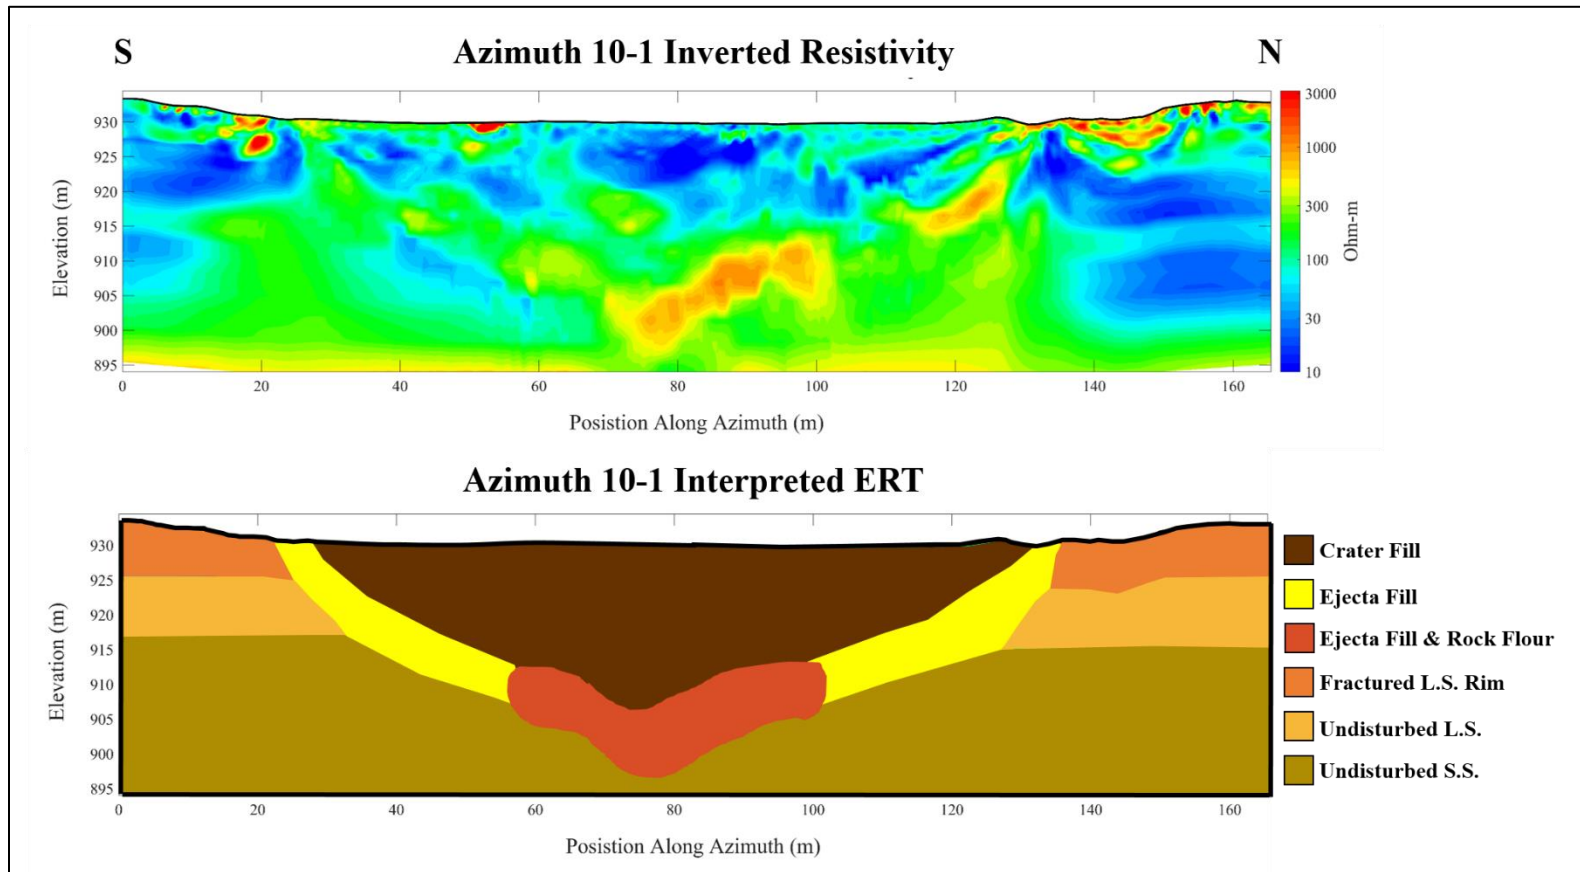 S Azimuth 10-1 Inverted Resistivity N
930
925
920
915
910
905
900
895
Elevation (m)
0 20 40 60 80 100 120 140 160
Posistion Along Azimuth (m)
3000
1000
300
100
30
10
Ohm-m
Azimuth 10-1 Interpreted ERT
930
925
920
915
910
905
900
895
Elevation (m)
0 20 40 60 80 100 120 140 160
Posistion Along Azimuth (m)
Crater Fill
Ejecta Fill
Ejecta Fill & Rock Flour
Fractured L.S. Rim
Undisturbed L.S.
Undisturbed S.S.